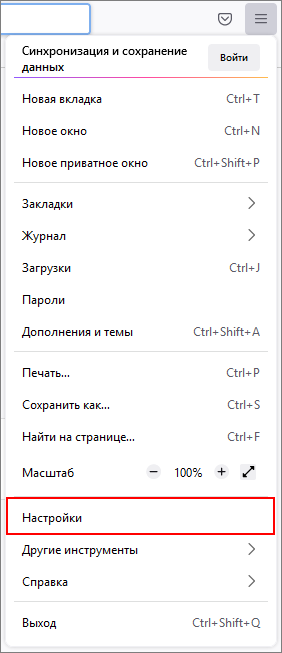 Синхронизация и сохранение
данных
Войти
Новая вкладка Ctrl+T
Новое окно Ctrl+N
Новое приватное окно Ctrl+Shift+P
Закладки
Журнал
Загрузки Ctrl+J
Пароли
Дополнения и темы Ctrl+Shift+A
Печать... Ctrl+P
Сохранить как... Ctrl+S
Найти на странице... Ctrl+F
Масштаб − 100% +
Настройки
Другие инструменты
Справка
Выход Ctrl+Shift+Q